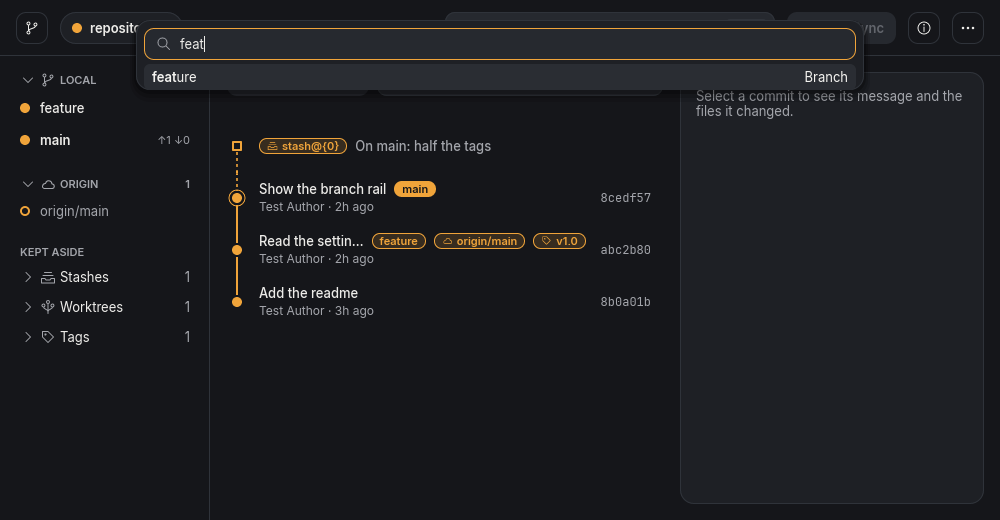 feat
feature Branch
LOCAL
feature
main ↑1 ↓0
ORIGIN 1
origin/main
KEPT ASIDE
Stashes 1
Worktrees 1
Tags 1
stash@{0} On main: half the tags
Show the branch rail main
Test Author · 2h ago 8cedf57
Read the settin... feature origin/main v1.0
Test Author · 2h ago abc2b80
Add the readme
Test Author · 3h ago 8b0a01b
Select a commit to see its message and the
files it changed.